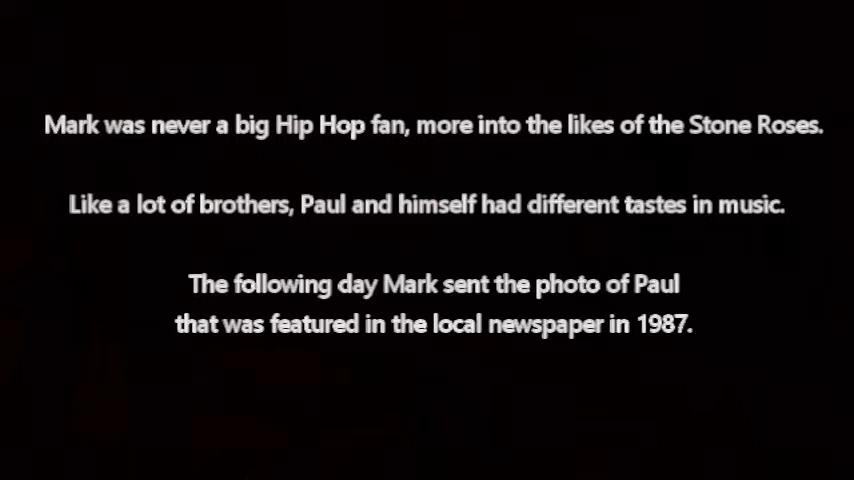 Mark was never a big Hip Hop fan, more into the likes of the Stone Roses.
Like a lot of brothers, Paul and himself had different tastes in music.
The following day Mark sent the photo of Paul
that was featured in the local newspaper in 1987.